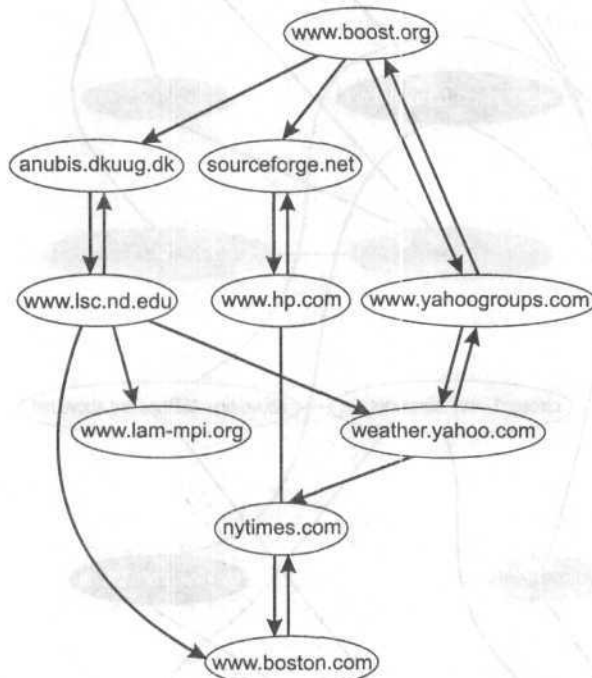 www.boost.org
anubis.dkuug.dk
sourceforge.net
www.lsc.nd.edu
www.hp.com
www.yahoogroups.com
www.lam-mpi.org
weather.yahoo.com
nytimes.com
www.boston.com